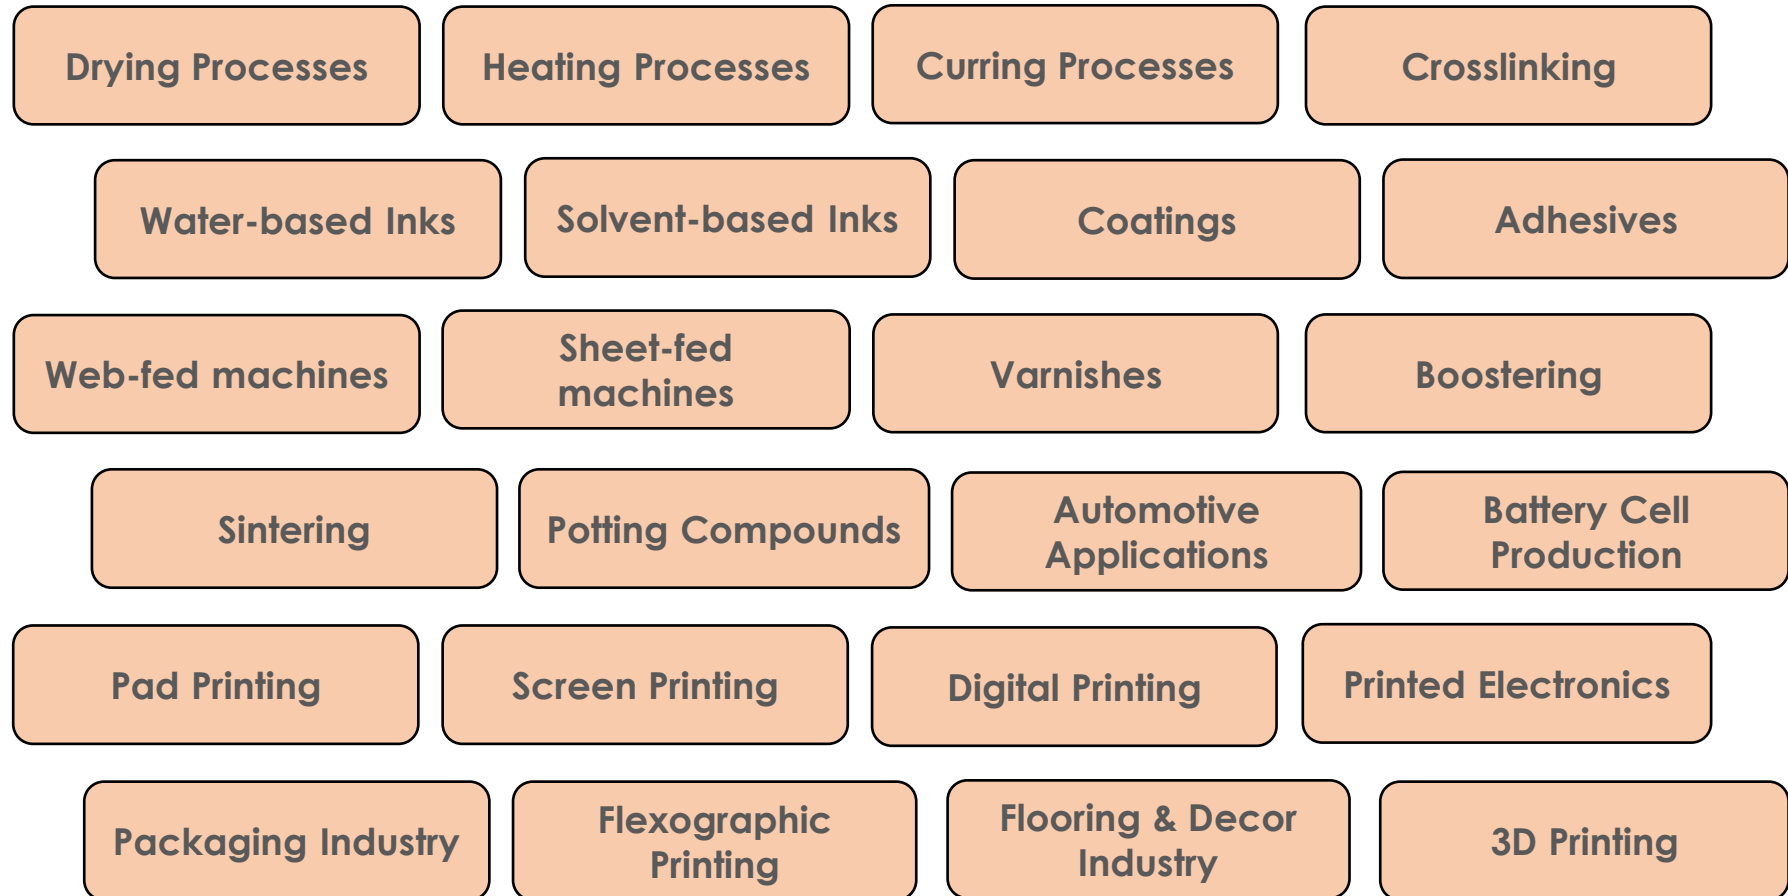 Drying Processes
Heating Processes
Curring Processes
Crosslinking
Water-based Inks
Solvent-based Inks
Coatings
Adhesives
Web-fed machines
Sheet-fed
machines
Varnishes
Boostering
Sintering
Potting Compounds
Automotive
Applications
Battery Cell
Production
Pad Printing
Screen Printing
Digital Printing
Printed Electronics
Packaging Industry
Flexographic
Printing
Flooring & Decor
Industry
3D Printing